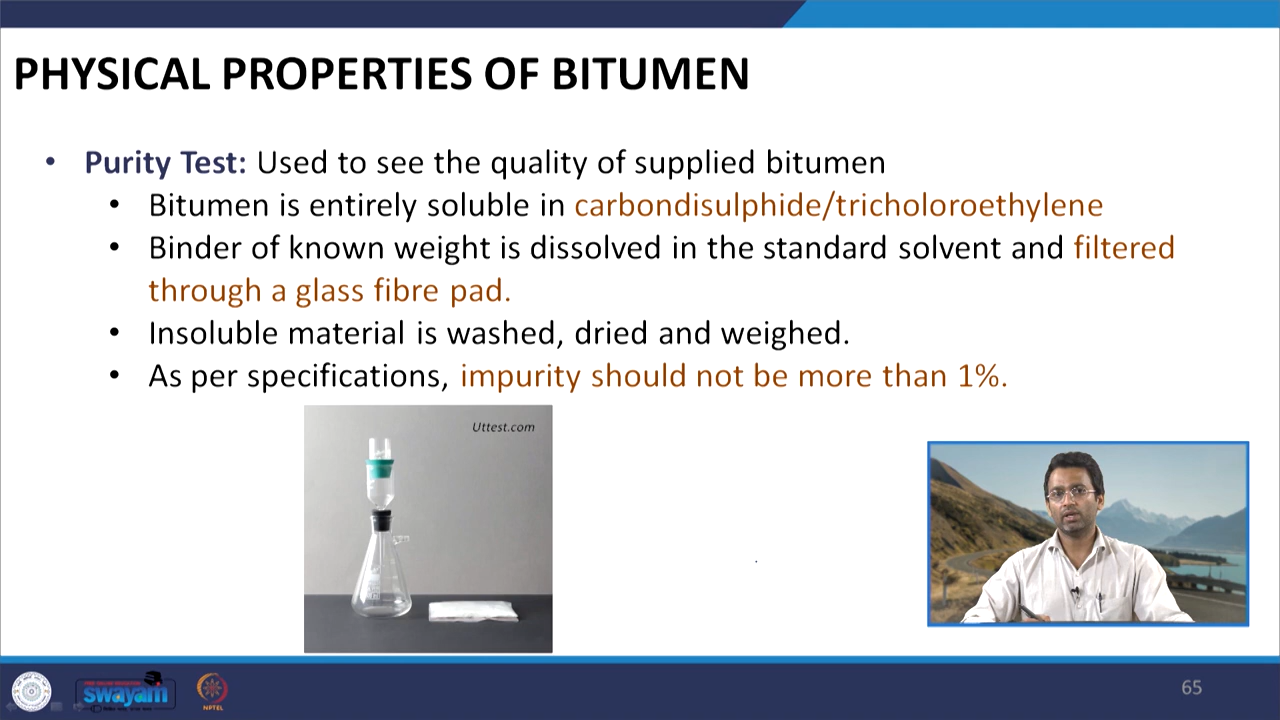 PHYSICAL PROPERTIES OF BITUMEN
• Purity Test: Used to see the quality of supplied bitumen
• Bitumen is entirely soluble in carbondisulphide/tricholoroethylene
• Binder of known weight is dissolved in the standard solvent and filtered
through a glass fibre pad.
• Insoluble material is washed, dried and weighed.
• As per specifications, impurity should not be more than 1%.
Uttest.com
swayam
NPTEL
65